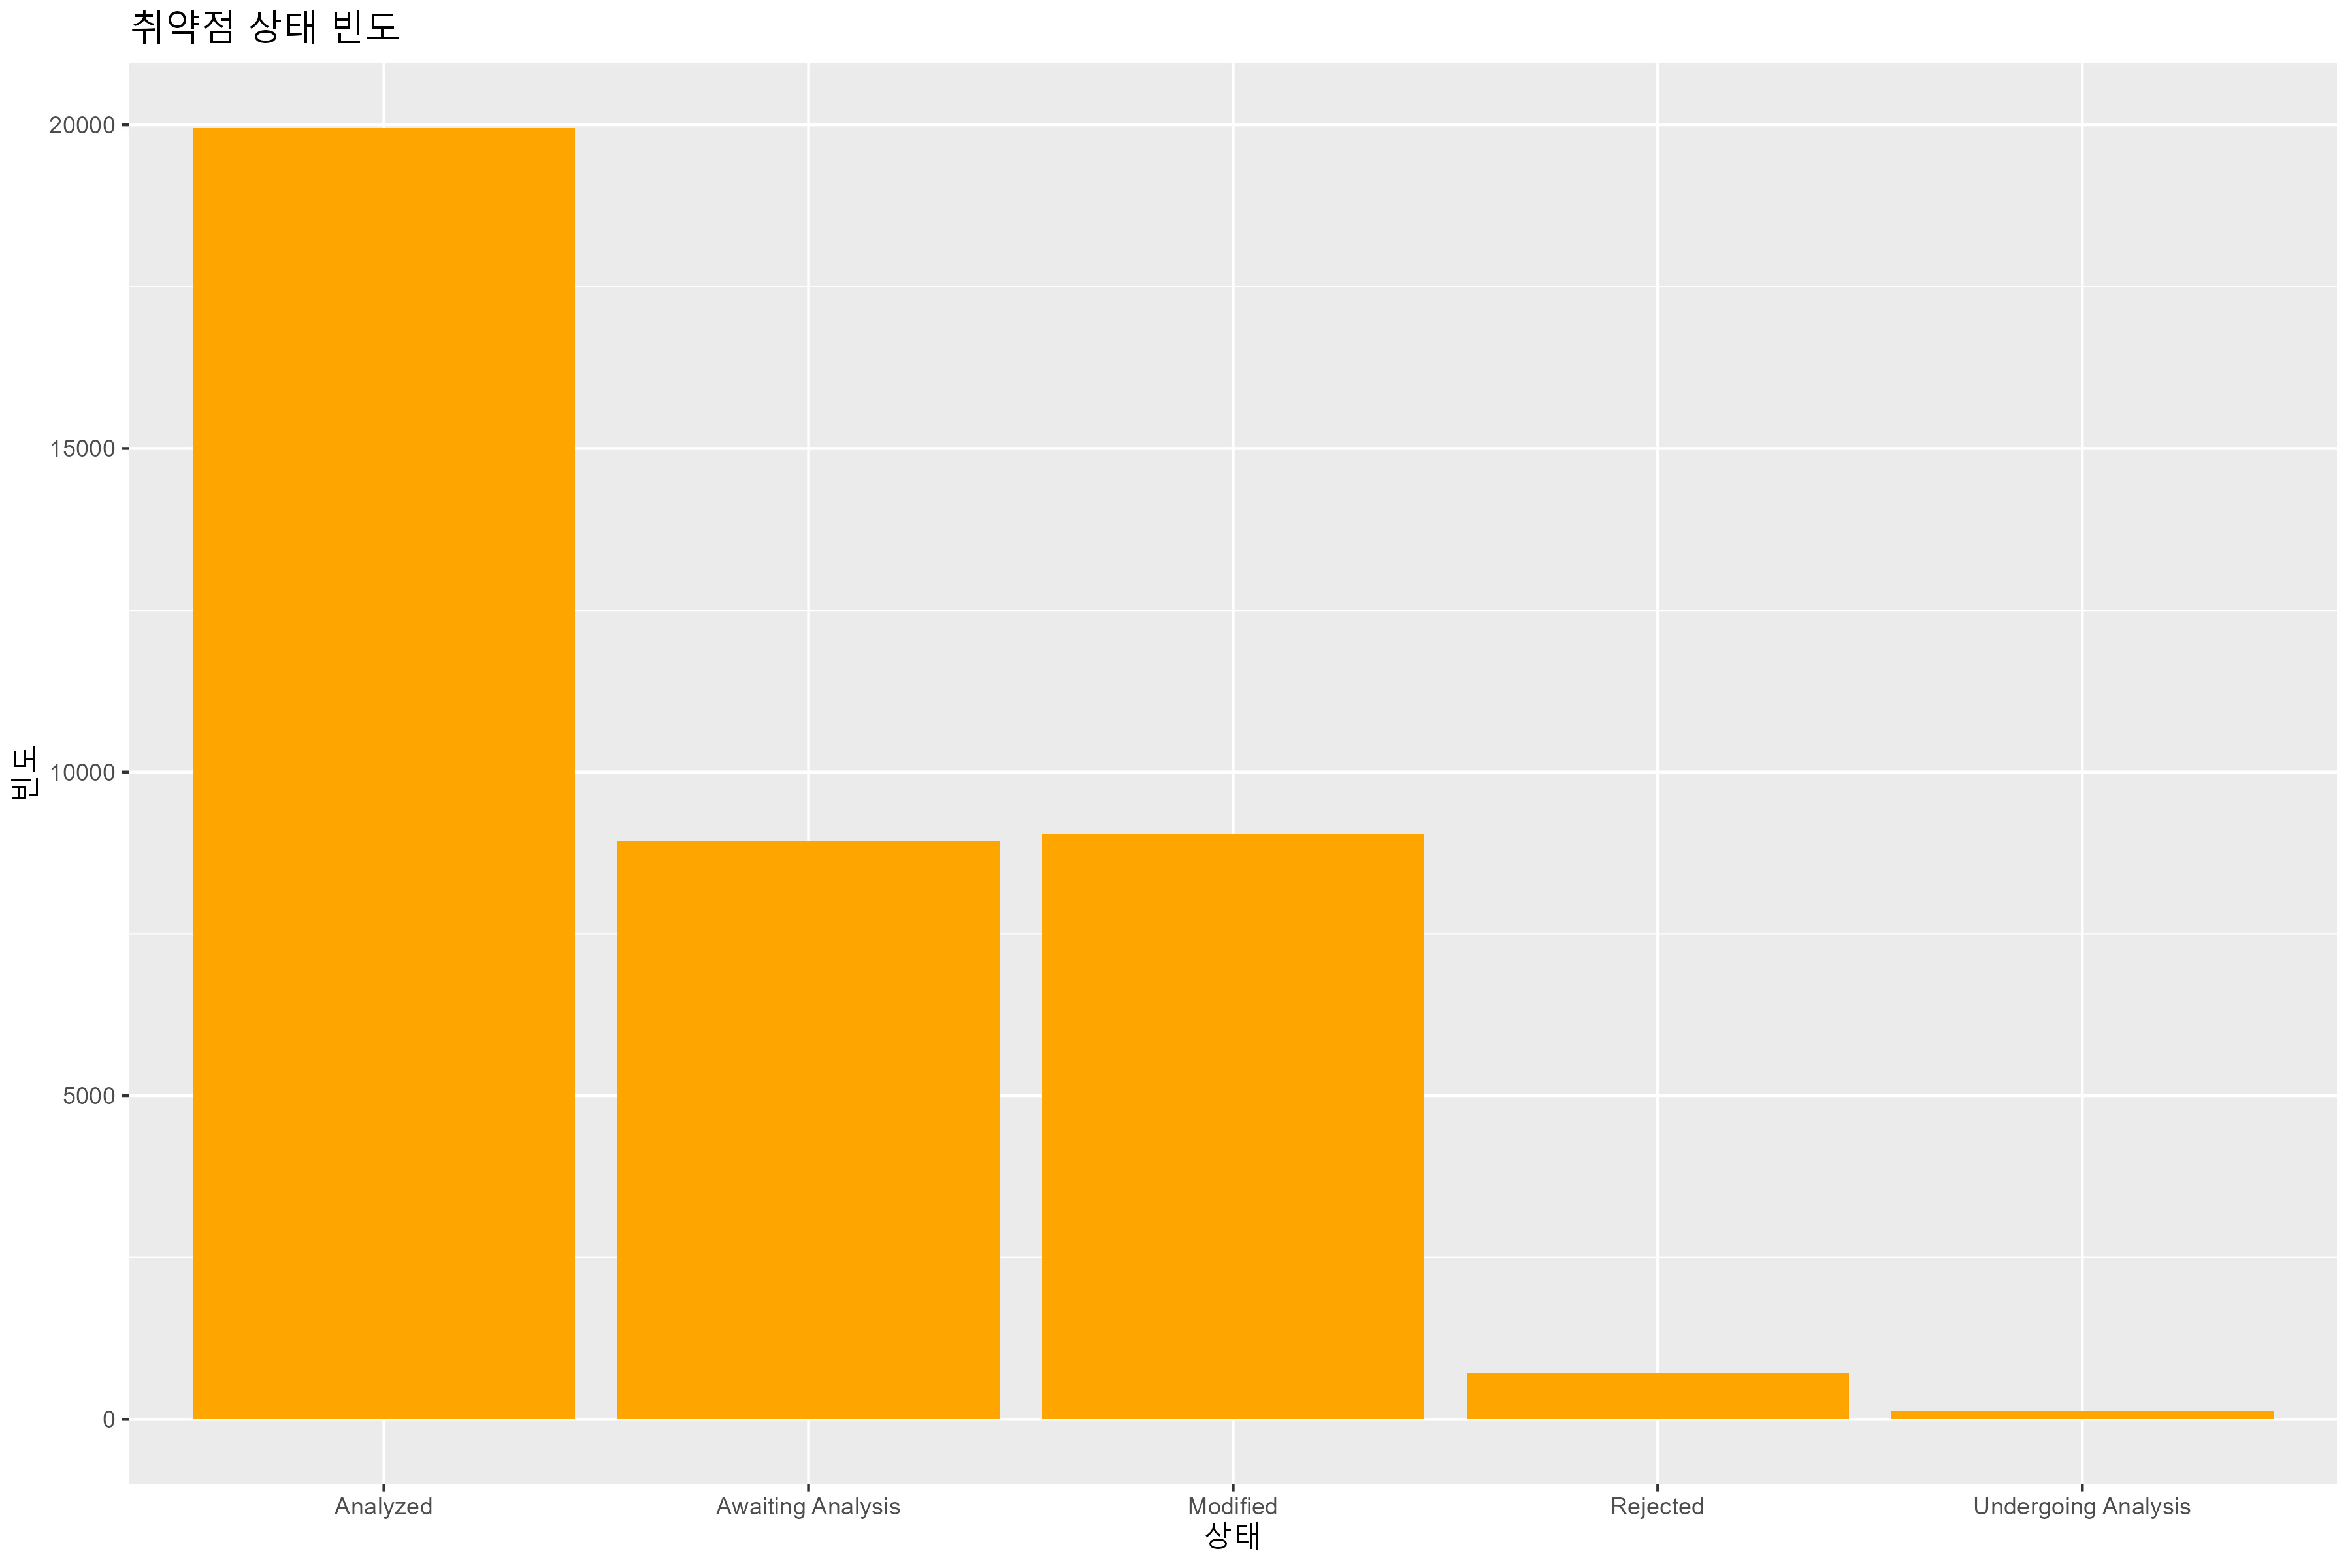 취약점 상태 빈도
빈도
20000
15000
10000
5000
0
Analyzed
Awaiting Analysis
Modified
Rejected
Undergoing Analysis
상태